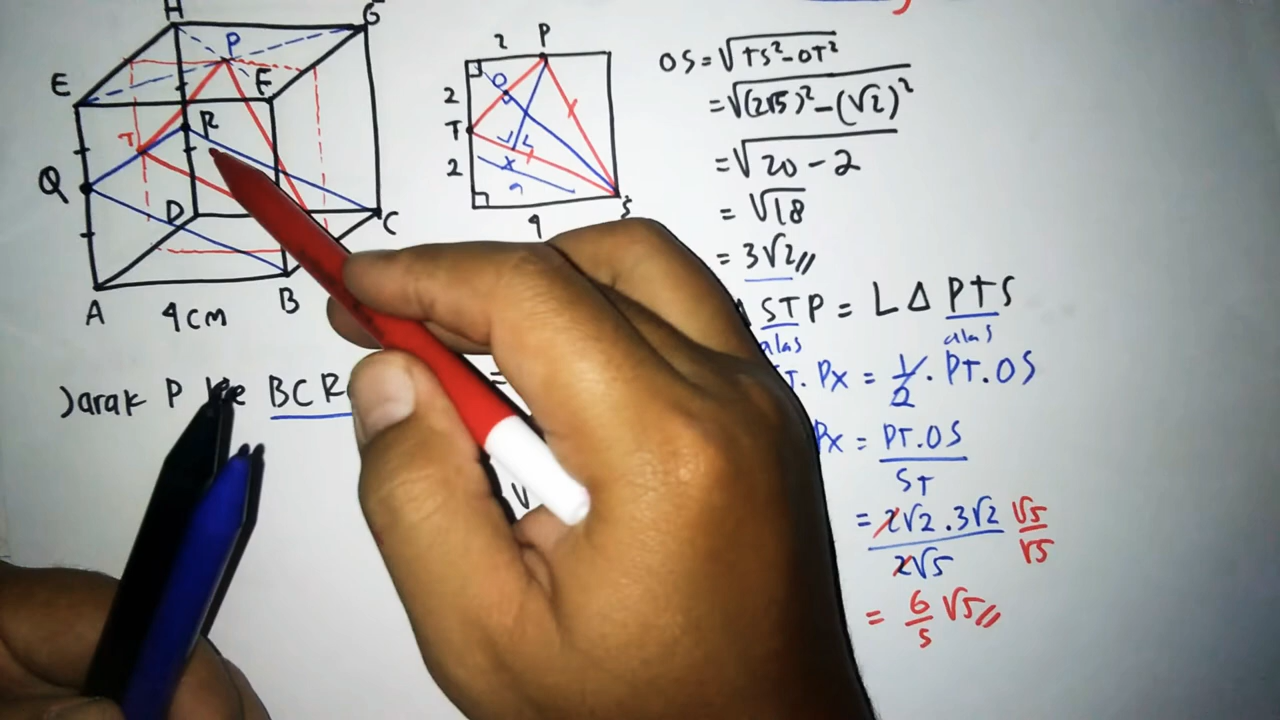 H
G
P
E
F
T
R
Q
D
C
A
B
4cm
Jarak P ke BCR
2 P
O
2
T
2
x
S
4
OS = √TS² - OT²
= √(2√5)² - (√2)²
= √20 - 2
= √18
= 3√2 //
STP = L Δ PTS
alas alas
. Px = 1/2 . PT . OS
Px = PT . OS / ST
= 2√2 . 3√2 / 2√5 √5/√5
= 6/5 √5 //